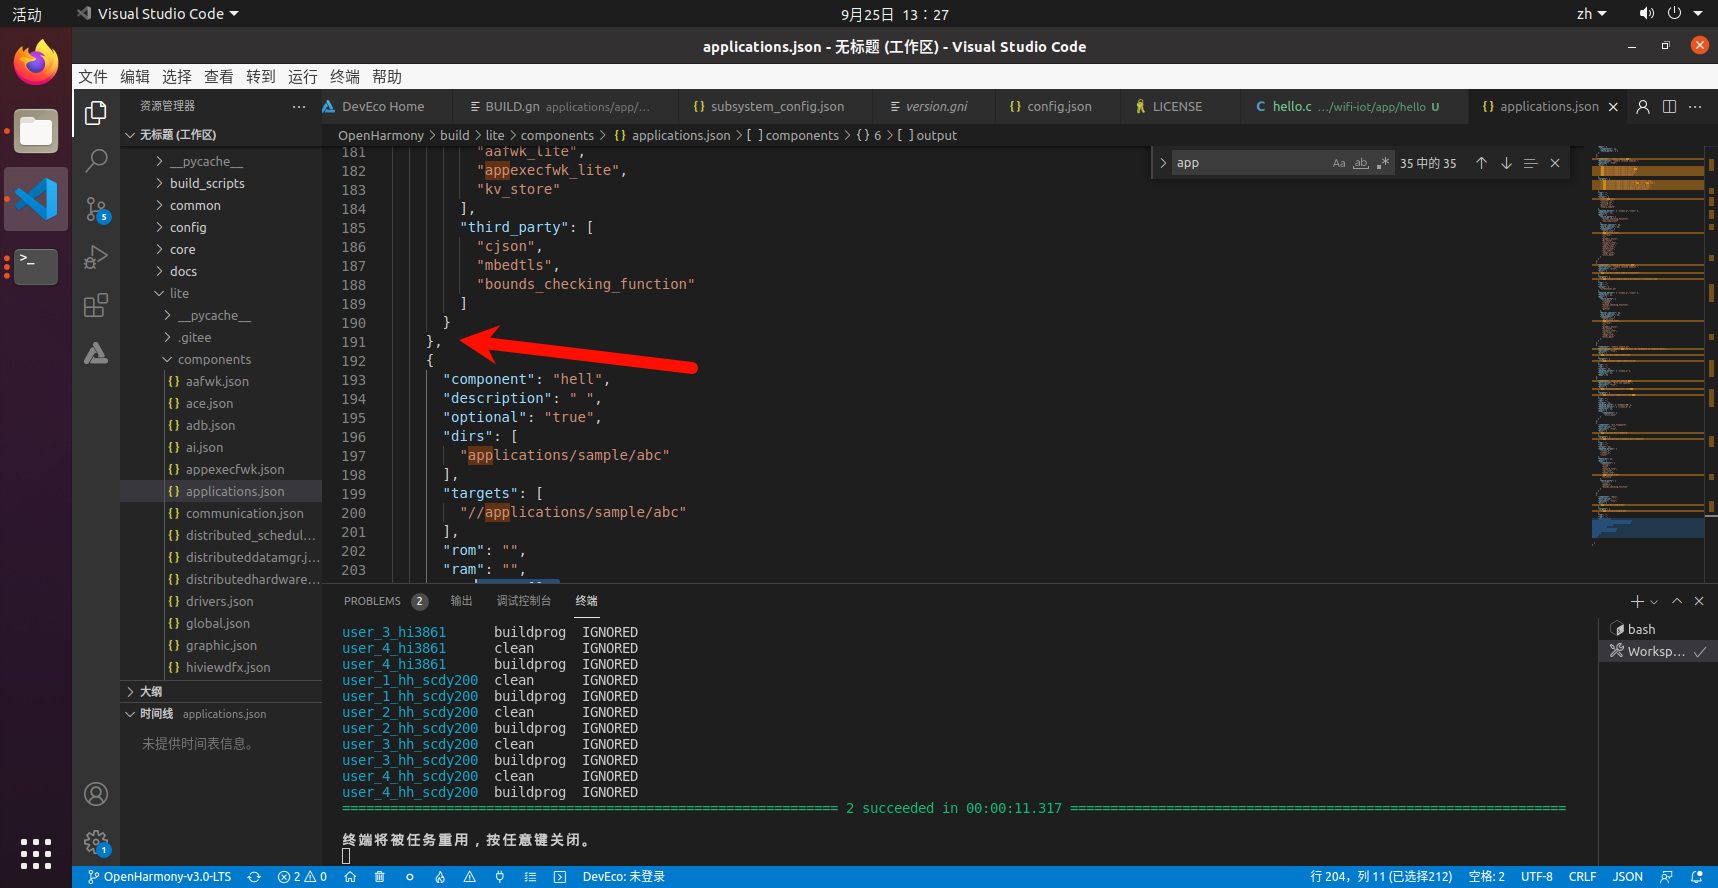 活动
Visual Studio Code
9月25日 13：27
zh
applications.json - 无标题 (工作区) - Visual Studio Code
文件 编辑 选择 查看 转到 运行 终端 帮助
资源管理器
DevEco Home
BUILD.gn applications/app/...
subsystem_config.json
version.gni
config.json
LICENSE
C hello.c .../wifi-iot/app/hello U
applications.json
无标题 (工作区)
OpenHarmony > build > lite > components > {} applications.json > [ ] components > {} 6 > [ ] output
__pycache__
build_scripts
common
config
core
docs
lite
__pycache__
.gitee
components
{} aafwk.json
{} ace.json
{} adb.json
{} ai.json
{} appexecfwk.json
{} applications.json
{} communication.json
{} distributed_schedul...
{} distributeddatamgr.j...
{} distributedhardware...
{} drivers.json
{} global.json
{} graphic.json
{} hiviewdfx.json
大纲
时间线 applications.json
未提供时间表信息。
5
1
app
Aa ab 35 中的 35
181 "aafwk_lite",
182 "appexecfwk_lite",
183 "kv_store"
184 ],
185 "third_party": [
186 "cjson",
187 "mbedtls",
188 "bounds_checking_function"
189 ]
190 }
191 },
192 {
193 "component": "hell",
194 "description": " ",
195 "optional": "true",
196 "dirs": [
197 "applications/sample/abc"
198 ],
199 "targets": [
200 "//applications/sample/abc"
201 ],
202 "rom": "",
203 "ram": "",
PROBLEMS 2 输出 调试控制台 终端
user_3_hi3861 buildprog IGNORED
user_4_hi3861 clean IGNORED
user_4_hi3861 buildprog IGNORED
user_1_hh_scdy200 clean IGNORED
user_1_hh_scdy200 buildprog IGNORED
user_2_hh_scdy200 clean IGNORED
user_2_hh_scdy200 buildprog IGNORED
user_3_hh_scdy200 clean IGNORED
user_3_hh_scdy200 buildprog IGNORED
user_4_hh_scdy200 clean IGNORED
user_4_hh_scdy200 buildprog IGNORED
============================================================== 2 succeeded in 00:00:11.317 ==============================================================
终端将被任务重用，按任意键关闭。
bash
Worksp...
OpenHarmony-v3.0-LTS
2 0
DevEco: 未登录
行 204，列 11 (已选择212)
空格: 2
UTF-8
CRLF
JSON